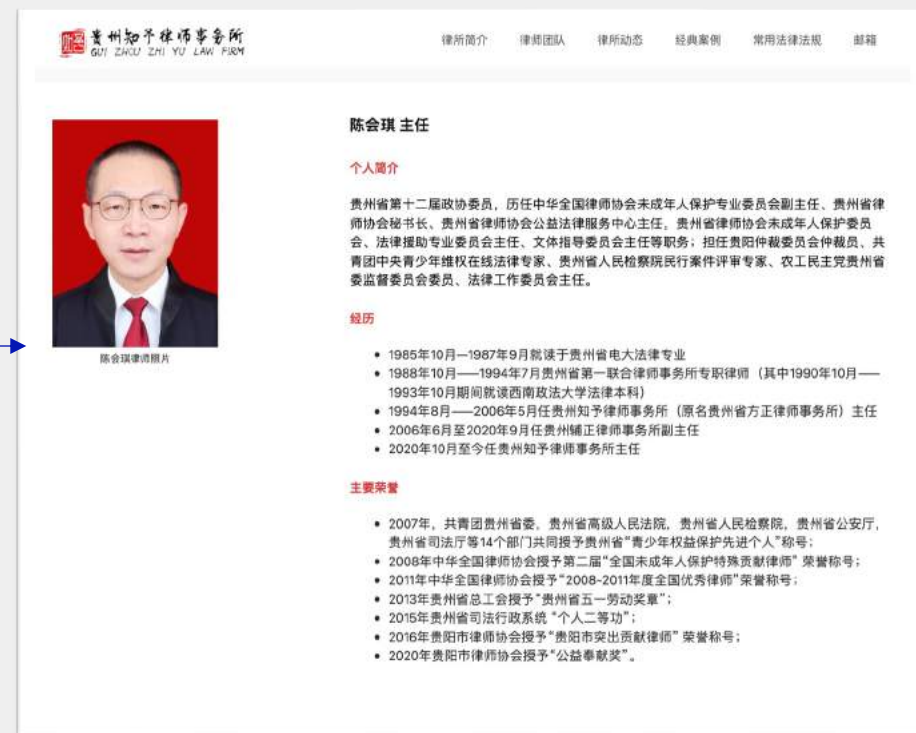 贵州知予律师事务所
GUI ZHOU ZHI YU LAW FIRM
律所简介 律师团队 律所动态 经典案例 常用法律法规 邮箱
陈会琪 主任
个人简介
贵州省第十二届政协委员，历任中华全国律师协会未成年人保护专业委员会副主任、贵州省律
师协会秘书长、贵州省律师协会公益法律服务中心主任，贵州省律师协会未成年人保护委员
会、法律援助专业委员会主任、文体指导委员会主任等职务；担任贵阳仲裁委员会仲裁员、共
青团中央青少年维权在线法律专家、贵州省人民检察院民行案件评审专家、农工民主党贵州省
委监督委员会委员、法律工作委员会主任。
陈会琪律师照片
经历
• 1985年10月—1987年9月就读于贵州省电大法律专业
• 1988年10月——1994年7月贵州省第一联合律师事务所专职律师（其中1990年10月——
1993年10月期间就读西南政法大学法律本科）
• 1994年8月——2006年5月任贵州知予律师事务所（原名贵州省方正律师事务所）主任
• 2006年6月至2020年9月任贵州辅正律师事务所副主任
• 2020年10月至今任贵州知予律师事务所主任
主要荣誉
• 2007年，共青团贵州省委，贵州省高级人民法院，贵州省人民检察院，贵州省公安厅，
贵州省司法厅等14个部门共同授予贵州省“青少年权益保护先进个人”称号；
• 2008年中华全国律师协会授予第二届“全国未成年人保护特殊贡献律师” 荣誉称号；
• 2011年中华全国律师协会授予“2008-2011年度全国优秀律师”荣誉称号；
• 2013年贵州省总工会授予“贵州省五一劳动奖章”；
• 2015年贵州省司法行政系统 “个人二等功”；
• 2016年贵阳市律师协会授予“贵阳市突出贡献律师” 荣誉称号；
• 2020年贵阳市律师协会授予“公益奉献奖”。